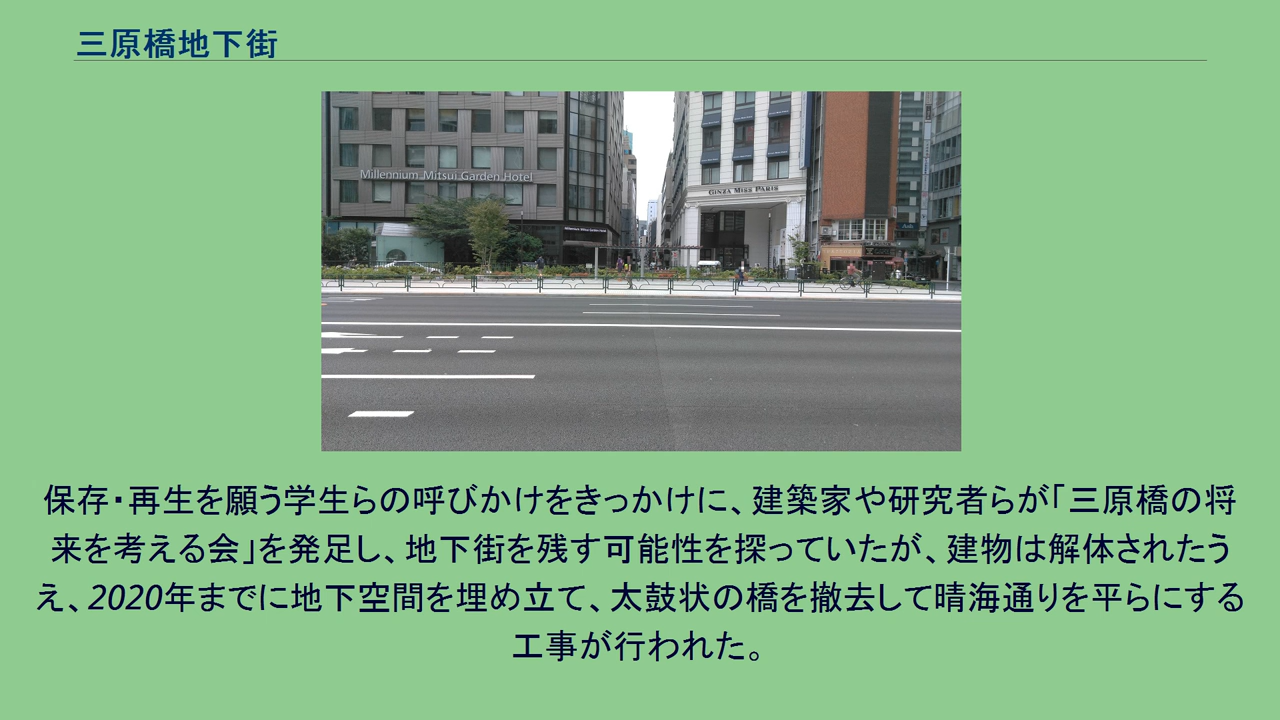 三原橋地下街
Millennium Mitsui Garden Hotel
GINZA MISS PARIS
保存・再生を願う学生らの呼びかけをきっかけに、建築家や研究者らが「三原橋の将
来を考える会」を発足し、地下街を残す可能性を探っていたが、建物は解体されたう
え、2020年までに地下空間を埋め立て、太鼓状の橋を撤去して晴海通りを平らにする
工事が行われた。